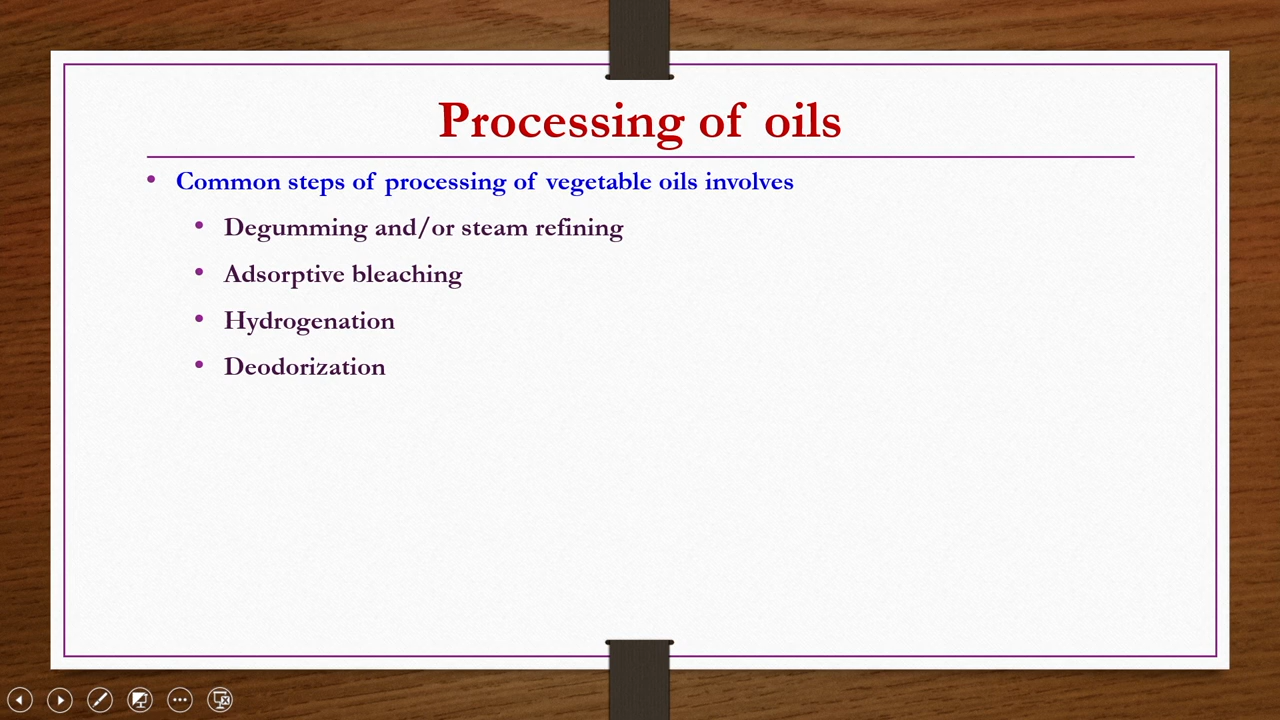 Processing of oils
• Common steps of processing of vegetable oils involves
• Degumming and/or steam refining
• Adsorptive bleaching
• Hydrogenation
• Deodorization